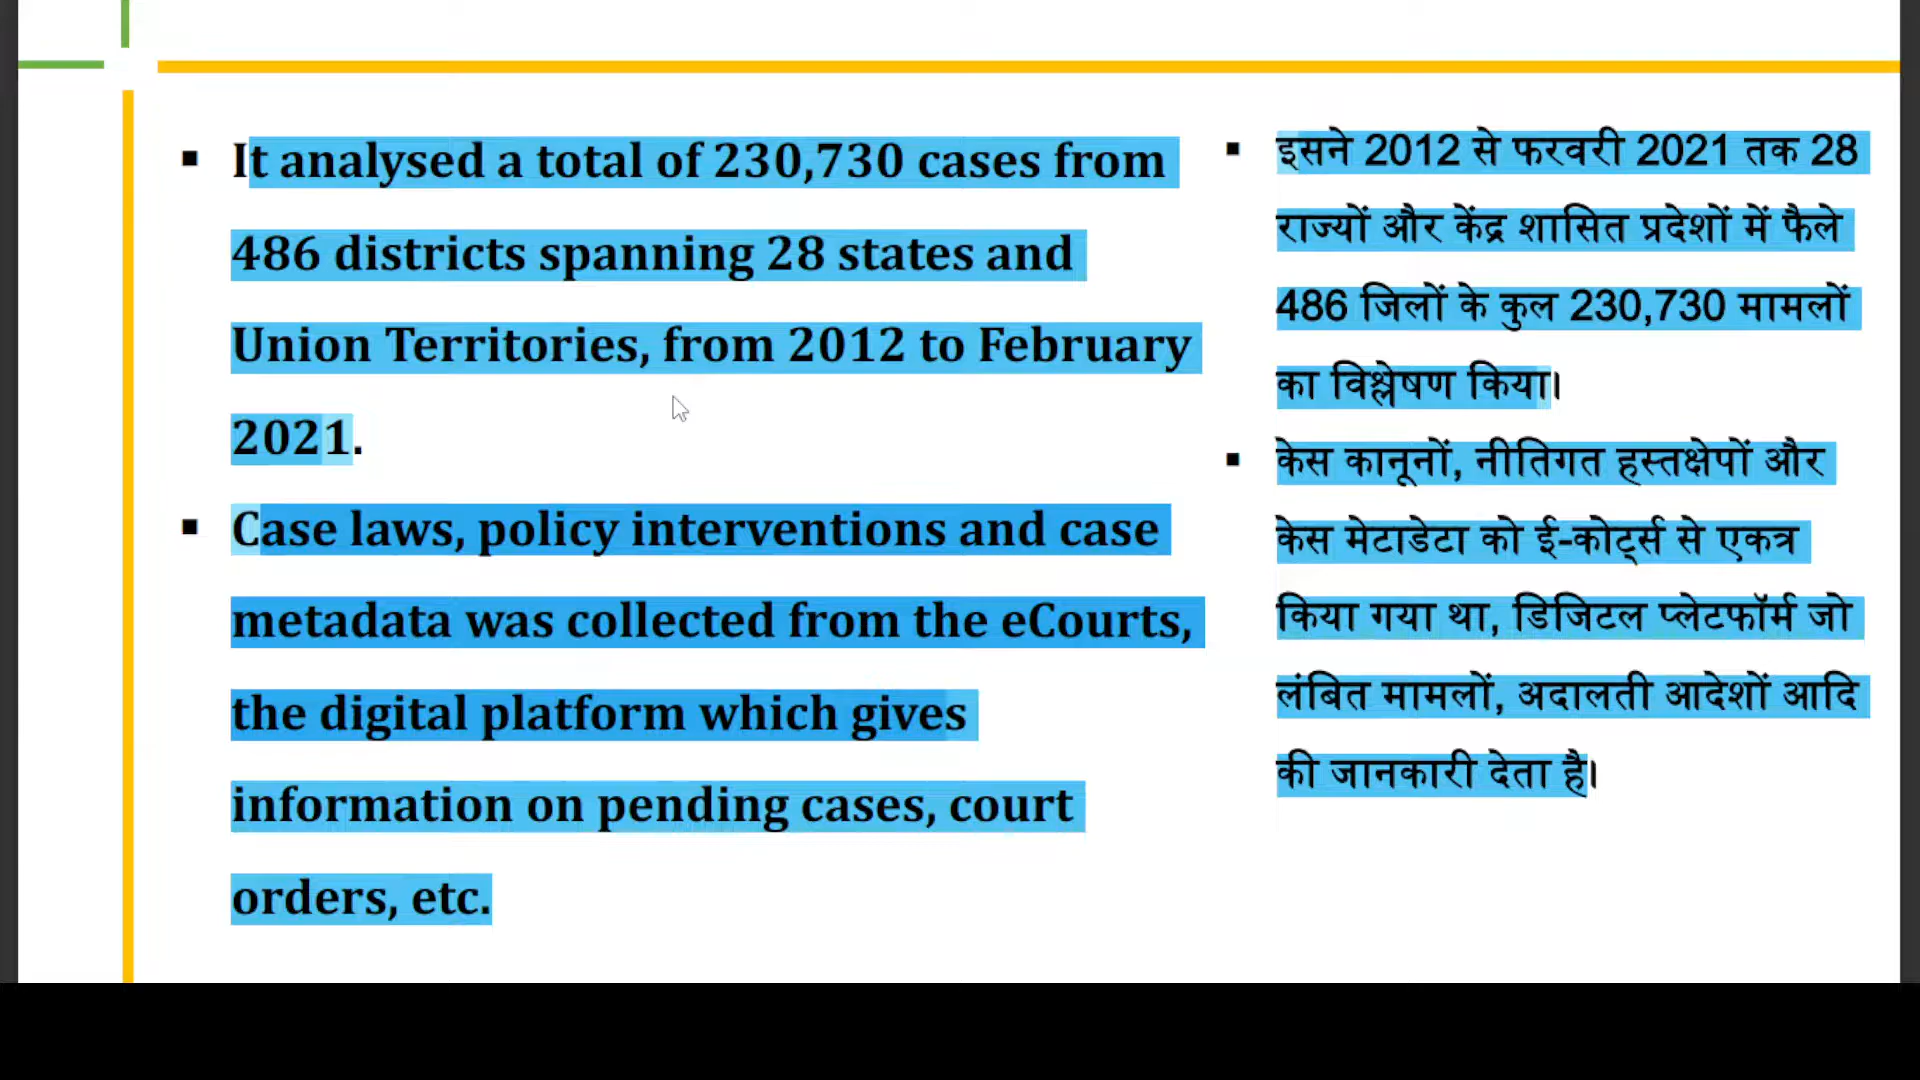 ▪ It analysed a total of 230,730 cases from
486 districts spanning 28 states and
Union Territories, from 2012 to February
2021.
▪ Case laws, policy interventions and case
metadata was collected from the eCourts,
the digital platform which gives
information on pending cases, court
orders, etc.
▪ इसने 2012 से फरवरी 2021 तक 28
राज्यों और केंद्र शासित प्रदेशों में फैले
486 जिलों के कुल 230,730 मामलों
का विश्लेषण किया।
▪ केस कानूनों, नीतिगत हस्तक्षेपों और
केस मेटाडेटा को ई-कोर्ट्स से एकत्र
किया गया था, डिजिटल प्लेटफॉर्म जो
लंबित मामलों, अदालती आदेशों आदि
की जानकारी देता है।